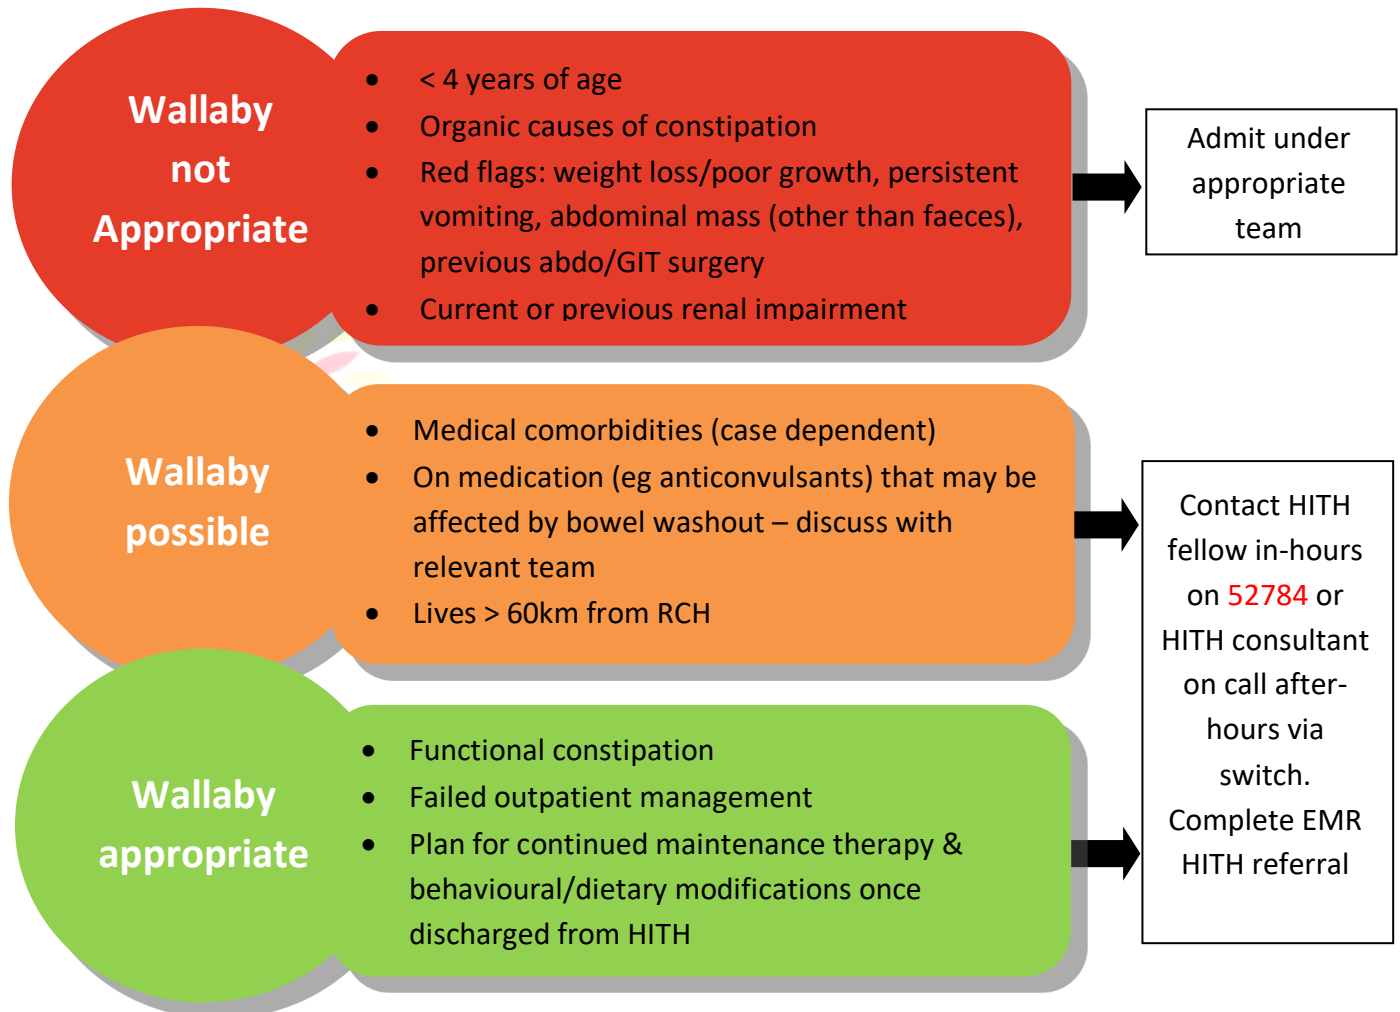 Wallaby
not
Appropriate
• < 4 years of age
• Organic causes of constipation
• Red flags: weight loss/poor growth, persistent
vomiting, abdominal mass (other than faeces),
previous abdo/GIT surgery
• Current or previous renal impairment
Admit under
appropriate
team
Wallaby
possible
• Medical comorbidities (case dependent)
• On medication (eg anticonvulsants) that may be
affected by bowel washout – discuss with
relevant team
• Lives > 60km from RCH
Wallaby
appropriate
• Functional constipation
• Failed outpatient management
• Plan for continued maintenance therapy &
behavioural/dietary modifications once
discharged from HITH
Contact HITH
fellow in-hours
on 52784 or
HITH consultant
on call after-
hours via
switch.
Complete EMR
HITH referral